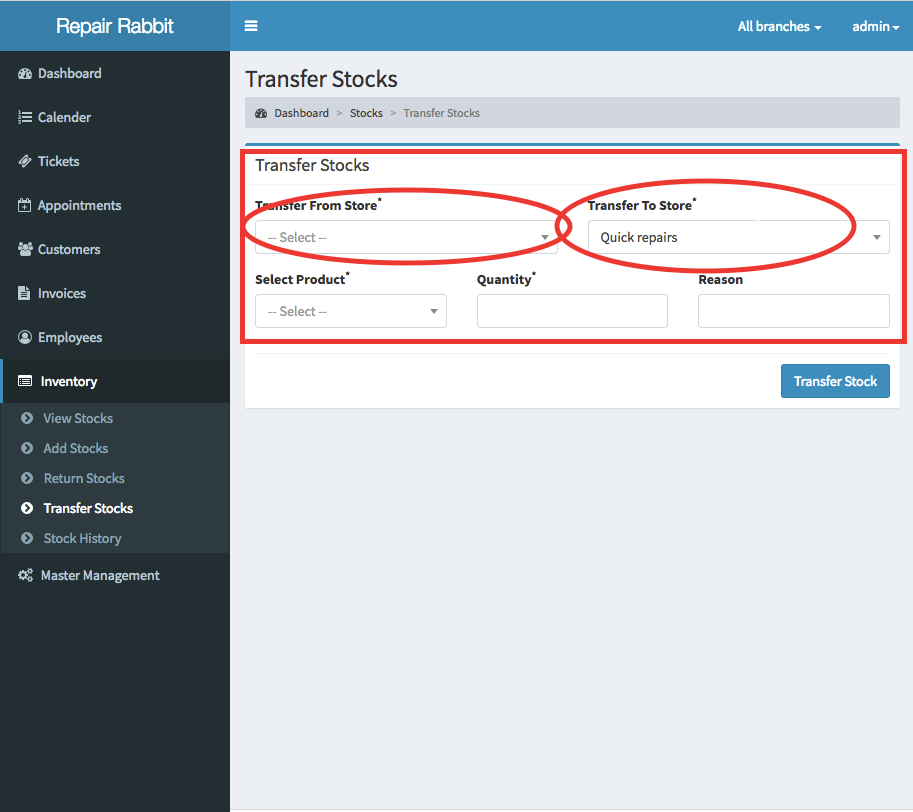 Repair Rabbit
All branches
admin
Dashboard
Calender
Tickets
Appointments
Customers
Invoices
Employees
Inventory
View Stocks
Add Stocks
Return Stocks
Transfer Stocks
Stock History
Master Management
Transfer Stocks
Dashboard > Stocks > Transfer Stocks
Transfer Stocks
Transfer From Store* Transfer To Store*
-- Select -- Quick repairs
Select Product* Quantity* Reason
-- Select --
Transfer Stock